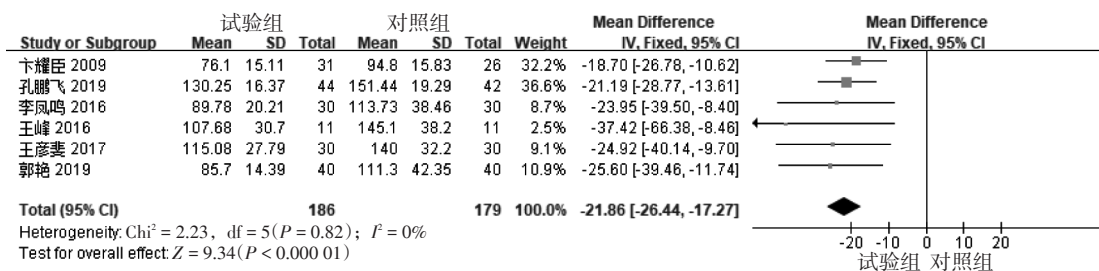 试验组 对照组 Mean Difference Mean Difference
Study or Subgroup Mean SD Total Mean SD Total Weight IV, Fixed, 95% CI IV, Fixed, 95% CI
卞耀臣 2009 76.1 15.11 31 94.8 15.83 26 32.2% -18.70 [-26.78, -10.62]
孔鹏飞 2019 130.25 16.37 44 151.44 19.29 42 36.6% -21.19 [-28.77, -13.61]
李凤鸣 2016 89.78 20.21 30 113.73 38.46 30 8.7% -23.95 [-39.50, -8.40]
王峰 2016 107.68 30.7 11 145.1 38.2 11 2.5% -37.42 [-66.38, -8.46]
王彦斐 2017 115.08 27.79 30 140 32.2 30 9.1% -24.92 [-40.14, -9.70]
郭艳 2019 85.7 14.39 40 111.3 42.35 40 10.9% -25.60 [-39.46, -11.74]
Total (95% CI) 186 179 100.0% -21.86 [-26.44, -17.27]
Heterogeneity: Chi² = 2.23, df = 5(P = 0.82); I² = 0%
Test for overall effect: Z = 9.34(P < 0.000 01)
-20 -10 0 10 20
试验组 对照组